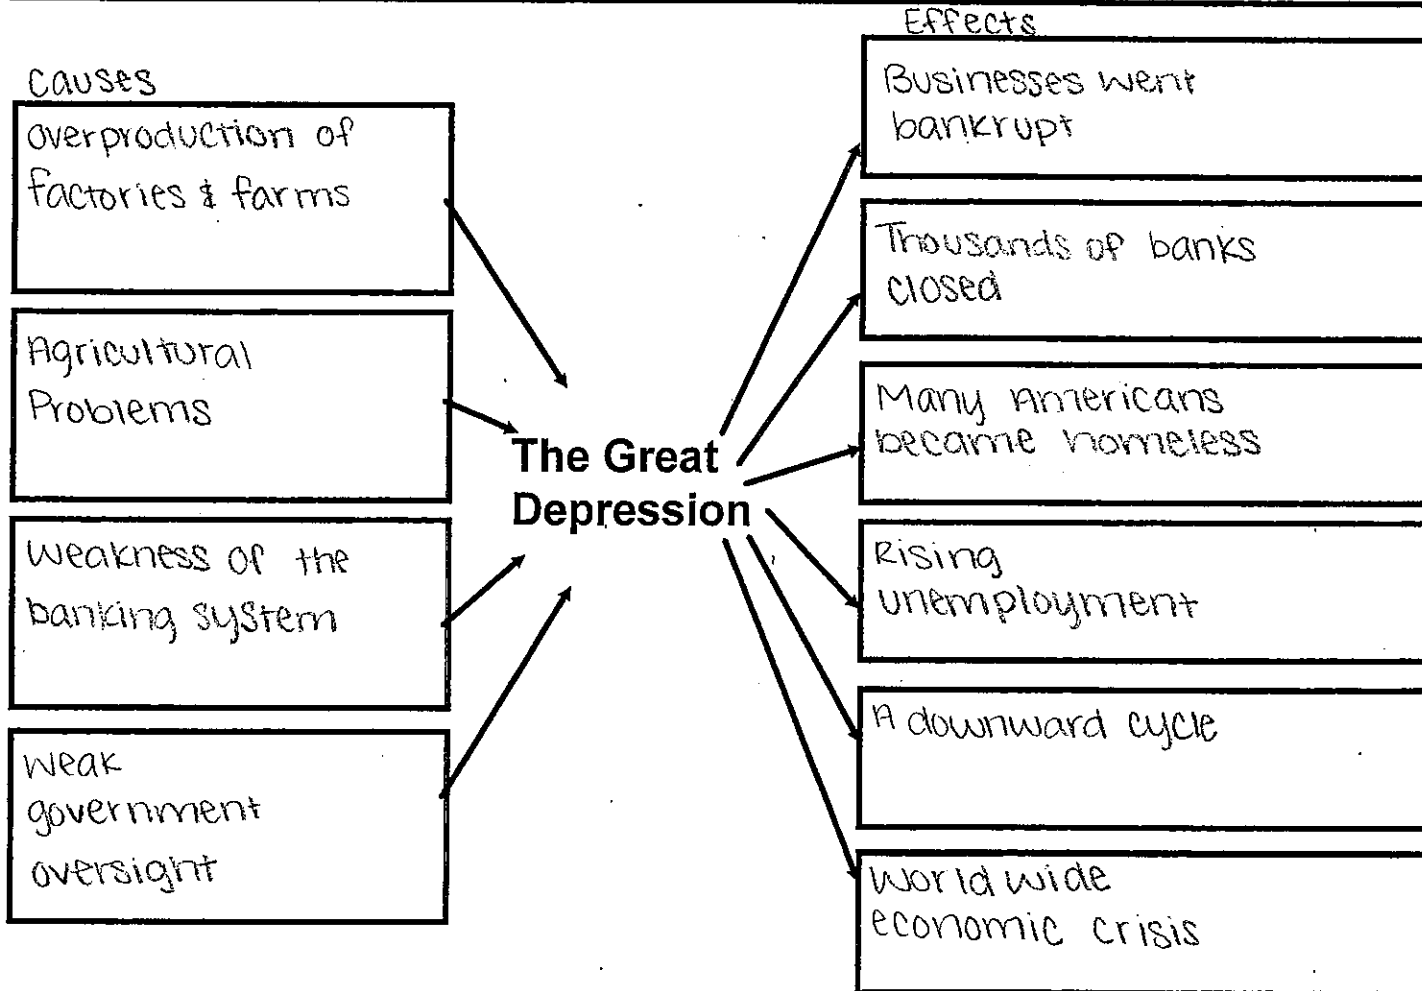 Causes
overproduction of
factories & farms
Agricultural
Problems
Weakness of the
banking system
Weak
government
oversight
The Great
Depression
Effects
Businesses went
bankrupt
Thousands of banks
closed
Many Americans
became homeless
Rising
unemployment
A downward cycle
World wide
economic crisis